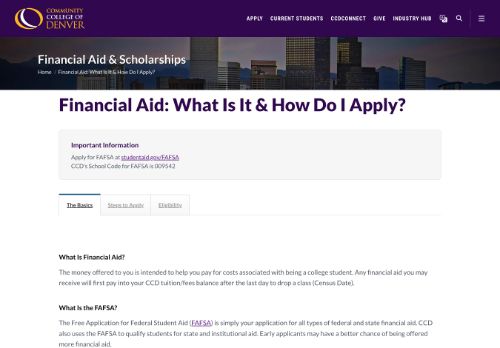 COMMUNITY
COLLEGE OF
DENVER
APPLY CURRENT STUDENTS CCDCONNECT GIVE INDUSTRY HUB
Financial Aid & Scholarships
Home / Financial Aid: What Is It & How Do I Apply?
Financial Aid: What Is It & How Do I Apply?
Important Information
Apply for FAFSA at studentaid.gov/FAFSA
CCD's School Code for FAFSA is 009542
The Basics Steps to Apply Eligibility
What Is Financial Aid?
The money offered to you is intended to help you pay for costs associated with being a college student. Any financial aid you may
receive will first pay into your CCD tuition/fees balance after the last day to drop a class (Census Date).
What Is the FAFSA?
The Free Application for Federal Student Aid (FAFSA) is simply your application for all types of federal and state financial aid. CCD
also uses the FAFSA to qualify students for state and institutional aid. Early applicants may have a better chance of being offered
more financial aid.